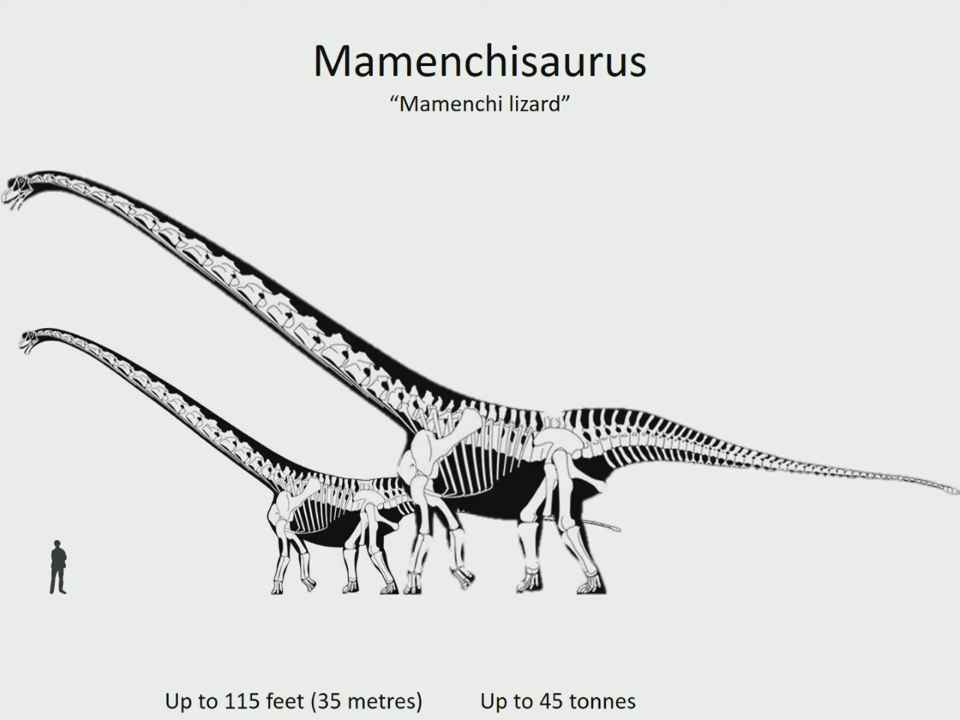 Mamenchisaurus
“Mamenchi lizard”
Up to 115 feet (35 metres) Up to 45 tonnes